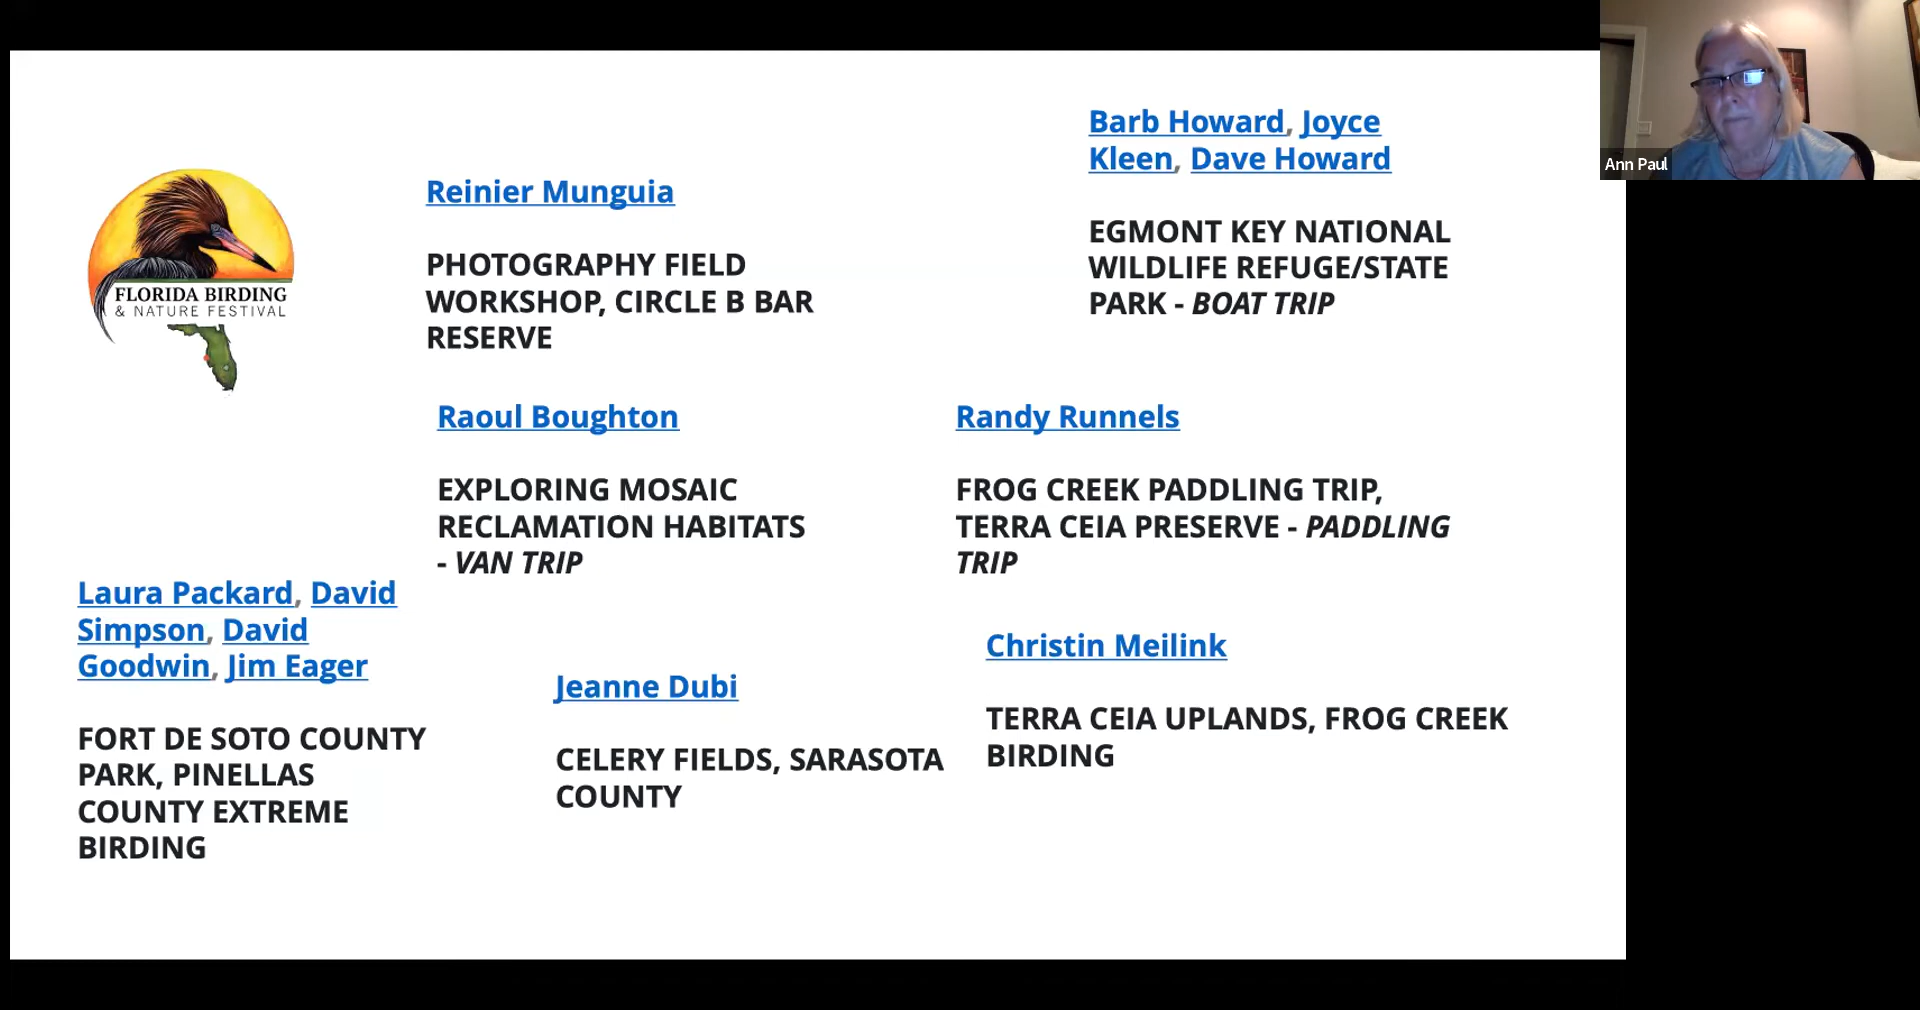 Ann Paul
FLORIDA BIRDING
& NATURE FESTIVAL
Reinier Munguia
PHOTOGRAPHY FIELD
WORKSHOP, CIRCLE B BAR
RESERVE
Barb Howard, Joyce
Kleen, Dave Howard
EGMONT KEY NATIONAL
WILDLIFE REFUGE/STATE
PARK - BOAT TRIP
Raoul Boughton
EXPLORING MOSAIC
RECLAMATION HABITATS
- VAN TRIP
Randy Runnels
FROG CREEK PADDLING TRIP,
TERRA CEIA PRESERVE - PADDLING
TRIP
Laura Packard, David
Simpson, David
Goodwin, Jim Eager
FORT DE SOTO COUNTY
PARK, PINELLAS
COUNTY EXTREME
BIRDING
Jeanne Dubi
CELERY FIELDS, SARASOTA
COUNTY
Christin Meilink
TERRA CEIA UPLANDS, FROG CREEK
BIRDING